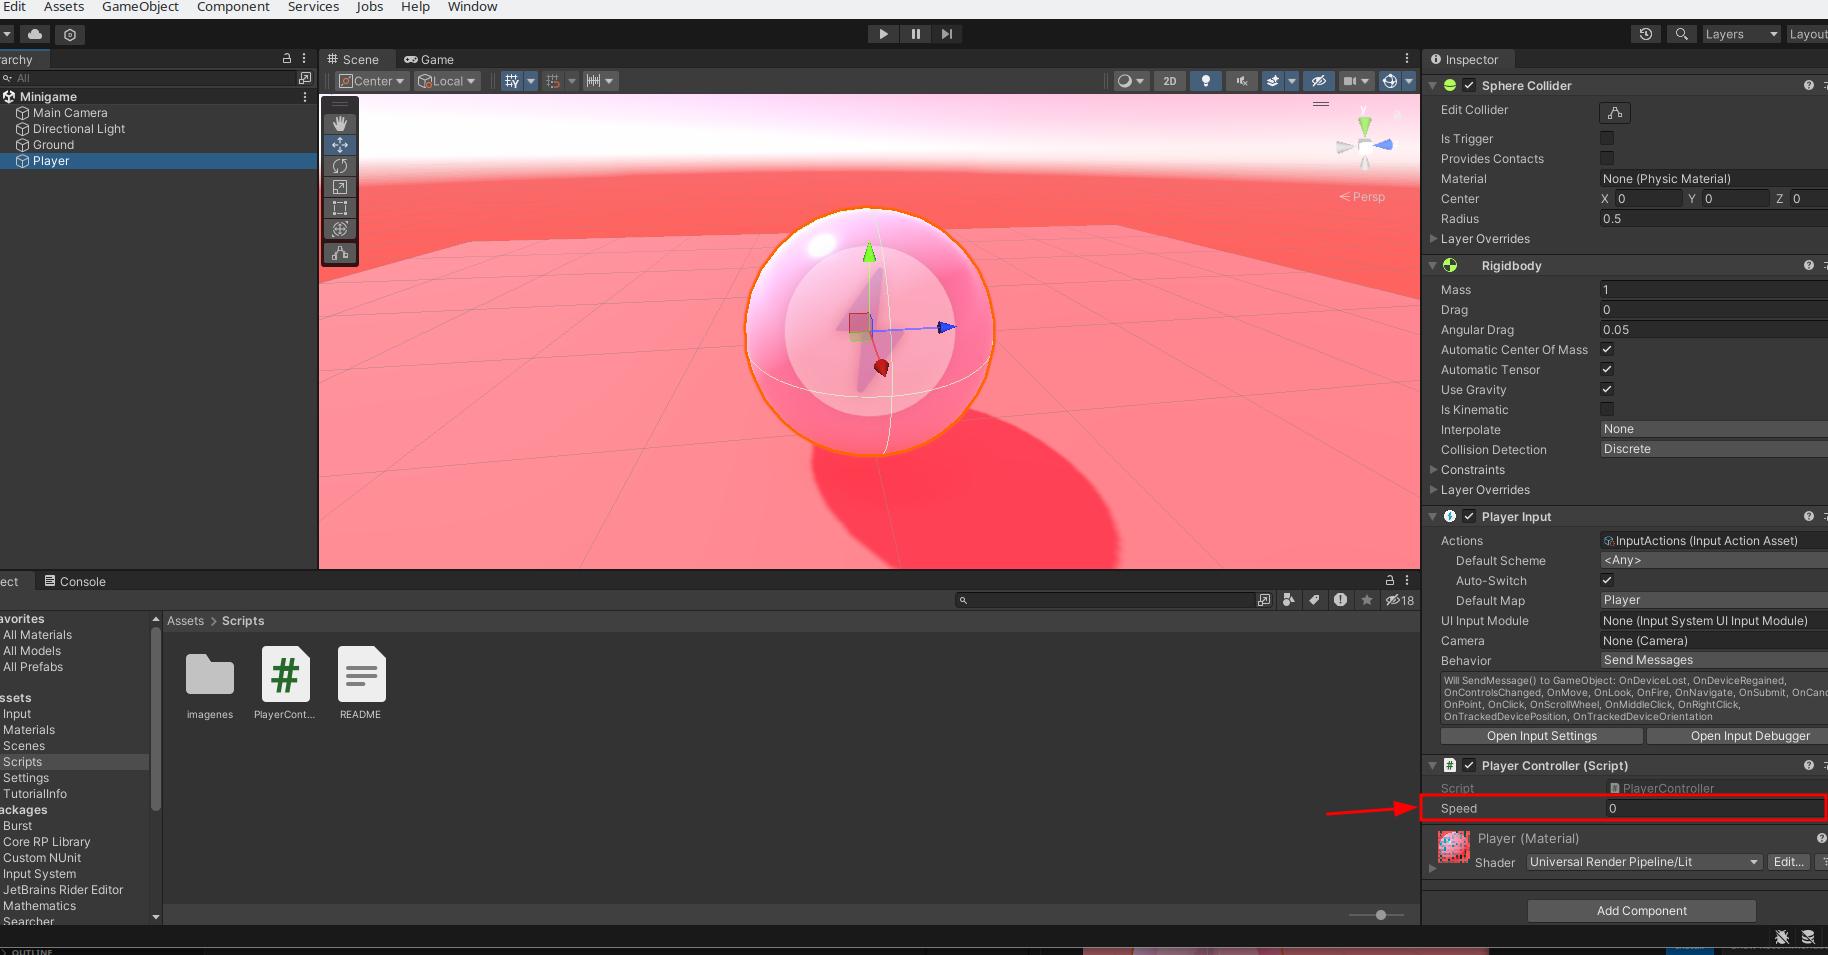 Edit Assets GameObject Component Services Jobs Help Window
Layers
Layout
rarchy
All
Minigame
Main Camera
Directional Light
Ground
Player
Scene Game
Center Local
2D
y
Persp
ect Console
18
avorites
All Materials
All Models
All Prefabs
ssets
Input
Materials
Scenes
Scripts
Settings
TutorialInfo
ackages
Burst
Core RP Library
Custom NUnit
Input System
JetBrains Rider Editor
Mathematics
Searcher
Assets > Scripts
imagenes PlayerCont... README
Inspector
Sphere Collider
Edit Collider
Is Trigger
Provides Contacts
Material None (Physic Material)
Center X 0 Y 0 Z 0
Radius 0.5
Layer Overrides
Rigidbody
Mass 1
Drag 0
Angular Drag 0.05
Automatic Center Of Mass
Automatic Tensor
Use Gravity
Is Kinematic
Interpolate None
Collision Detection Discrete
Constraints
Layer Overrides
Player Input
Actions InputActions (Input Action Asset)
Default Scheme <Any>
Auto-Switch
Default Map Player
UI Input Module None (Input System UI Input Module)
Camera None (Camera)
Behavior Send Messages
Will SendMessage() to GameObject: OnDeviceLost, OnDeviceRegained,
OnControlsChanged, OnMove, OnLook, OnFire, OnNavigate, OnSubmit, OnCanc
OnPoint, OnClick, OnScrollWheel, OnMiddleClick, OnRightClick,
OnTrackedDevicePosition, OnTrackedDeviceOrientation
Open Input Settings Open Input Debugger
Player Controller (Script)
Script PlayerController
Speed 0
Player (Material)
Shader Universal Render Pipeline/Lit Edit...
Add Component
OUTLINE